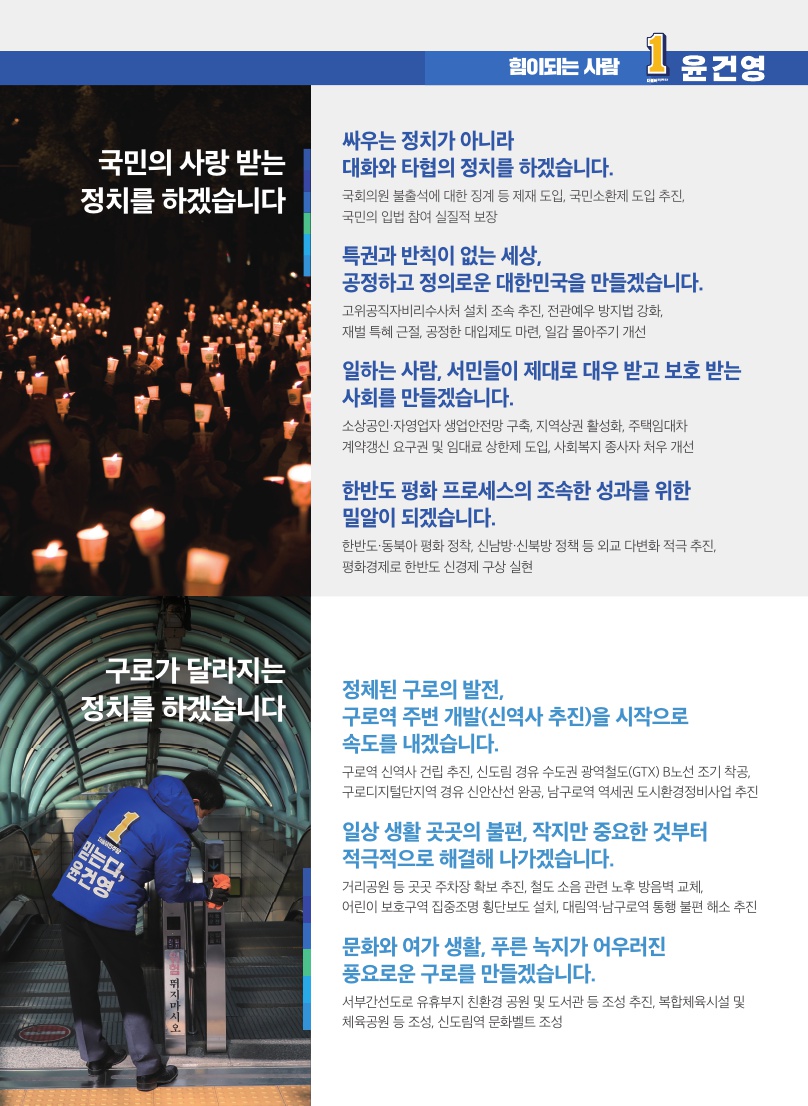 힘이되는 사람
1
더불어민주당
윤건영
국민의 사랑 받는
정치를 하겠습니다
싸우는 정치가 아니라
대화와 타협의 정치를 하겠습니다.
국회의원 불출석에 대한 징계 등 제재 도입, 국민소환제 도입 추진,
국민의 입법 참여 실질적 보장
특권과 반칙이 없는 세상,
공정하고 정의로운 대한민국을 만들겠습니다.
고위공직자비리수사처 설치 조속 추진, 전관예우 방지법 강화,
재벌 특혜 근절, 공정한 대입제도 마련, 일감 몰아주기 개선
일하는 사람, 서민들이 제대로 대우 받고 보호 받는
사회를 만들겠습니다.
소상공인·자영업자 생업안전망 구축, 지역상권 활성화, 주택임대차
계약갱신 요구권 및 임대료 상한제 도입, 사회복지 종사자 처우 개선
한반도 평화 프로세스의 조속한 성과를 위한
밀알이 되겠습니다.
한반도·동북아 평화 정착, 신남방·신북방 정책 등 외교 다변화 적극 추진,
평화경제로 한반도 신경제 구상 실현
구로가 달라지는
정치를 하겠습니다
1
더불어민주당
믿는다,
윤건영
위험
뛰지마시오
정체된 구로의 발전,
구로역 주변 개발(신역사 추진)을 시작으로
속도를 내겠습니다.
구로역 신역사 건립 추진, 신도림 경유 수도권 광역철도(GTX) B노선 조기 착공,
구로디지털단지역 경유 신안산선 완공, 남구로역 역세권 도시환경정비사업 추진
일상 생활 곳곳의 불편, 작지만 중요한 것부터
적극적으로 해결해 나가겠습니다.
거리공원 등 곳곳 주차장 확보 추진, 철도 소음 관련 노후 방음벽 교체,
어린이 보호구역 집중조명 횡단보도 설치, 대림역·남구로역 통행 불편 해소 추진
문화와 여가 생활, 푸른 녹지가 어우러진
풍요로운 구로를 만들겠습니다.
서부간선도로 유휴부지 친환경 공원 및 도서관 등 조성 추진, 복합체육시설 및
체육공원 등 조성, 신도림역 문화벨트 조성